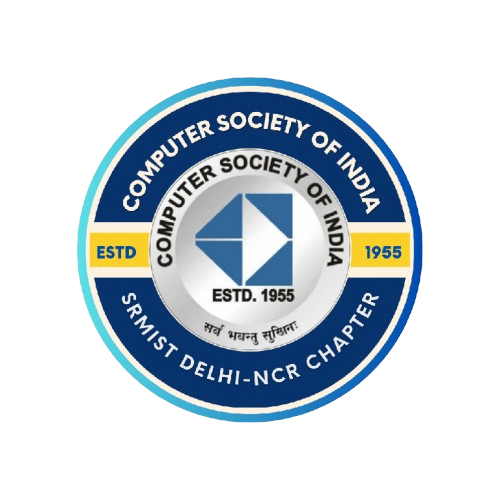 COMPUTER SOCIETY OF INDIA
COMPUTER SOCIETY OF INDIA
ESTD
1955
ESTD. 1955
सर्वे भवन्तु सुखिनः
SRMIST DELHI-NCR CHAPTER